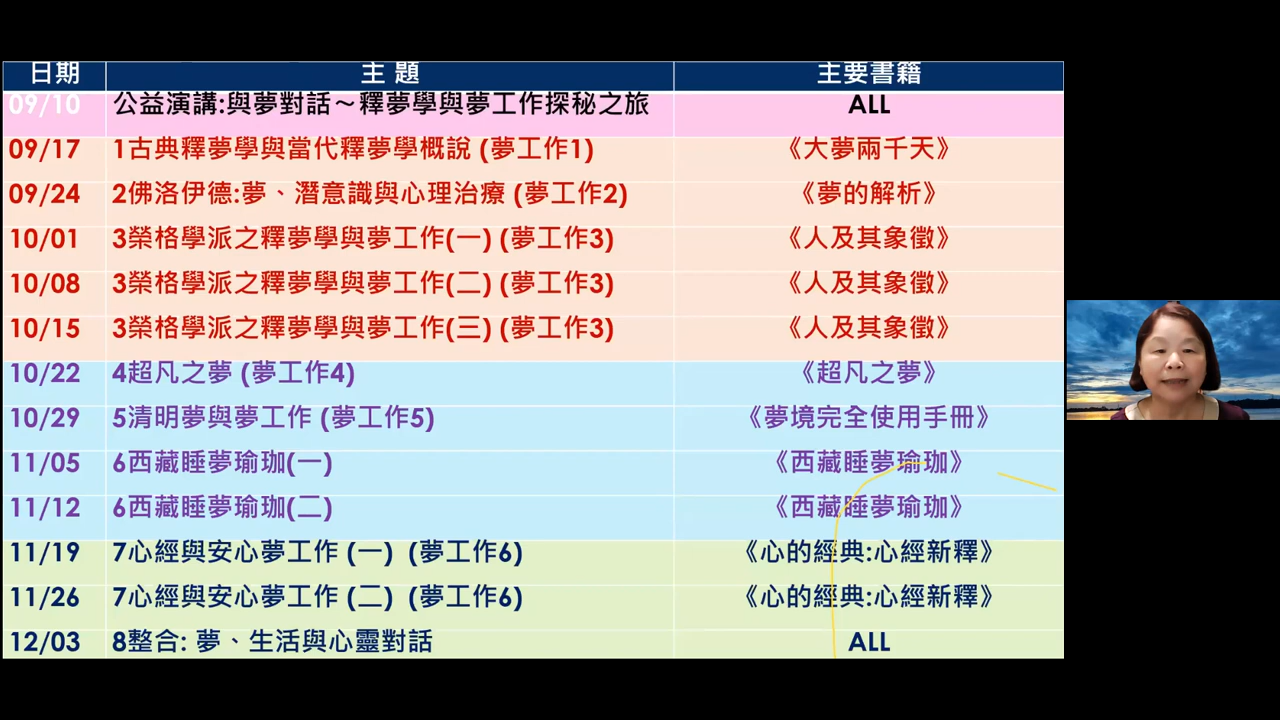 日期 主 題 主要書籍
09/10 公益演講:與夢對話～釋夢學與夢工作探秘之旅 ALL
09/17 1古典釋夢學與當代釋夢學概說 (夢工作1) 《大夢兩千天》
09/24 2佛洛伊德:夢、潛意識與心理治療 (夢工作2) 《夢的解析》
10/01 3榮格學派之釋夢學與夢工作(一) (夢工作3) 《人及其象徵》
10/08 3榮格學派之釋夢學與夢工作(二) (夢工作3) 《人及其象徵》
10/15 3榮格學派之釋夢學與夢工作(三) (夢工作3) 《人及其象徵》
10/22 4超凡之夢 (夢工作4) 《超凡之夢》
10/29 5清明夢與夢工作 (夢工作5) 《夢境完全使用手冊》
11/05 6西藏睡夢瑜珈(一) 《西藏睡夢瑜珈》
11/12 6西藏睡夢瑜珈(二) 《西藏睡夢瑜珈》
11/19 7心經與安心夢工作 (一) (夢工作6) 《心的經典:心經新釋》
11/26 7心經與安心夢工作 (二) (夢工作6) 《心的經典:心經新釋》
12/03 8整合: 夢、生活與心靈對話 ALL